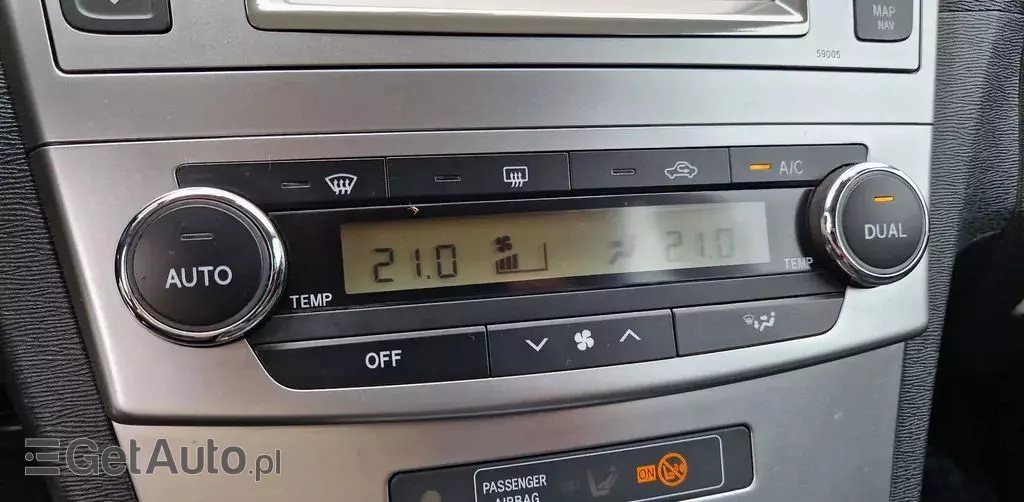 MAP
NAV
59005
A/C
AUTO
21.0
21.0
DUAL
TEMP
TEMP
OFF
PASSENGER
AIRBAG
ON
GetAuto.pl